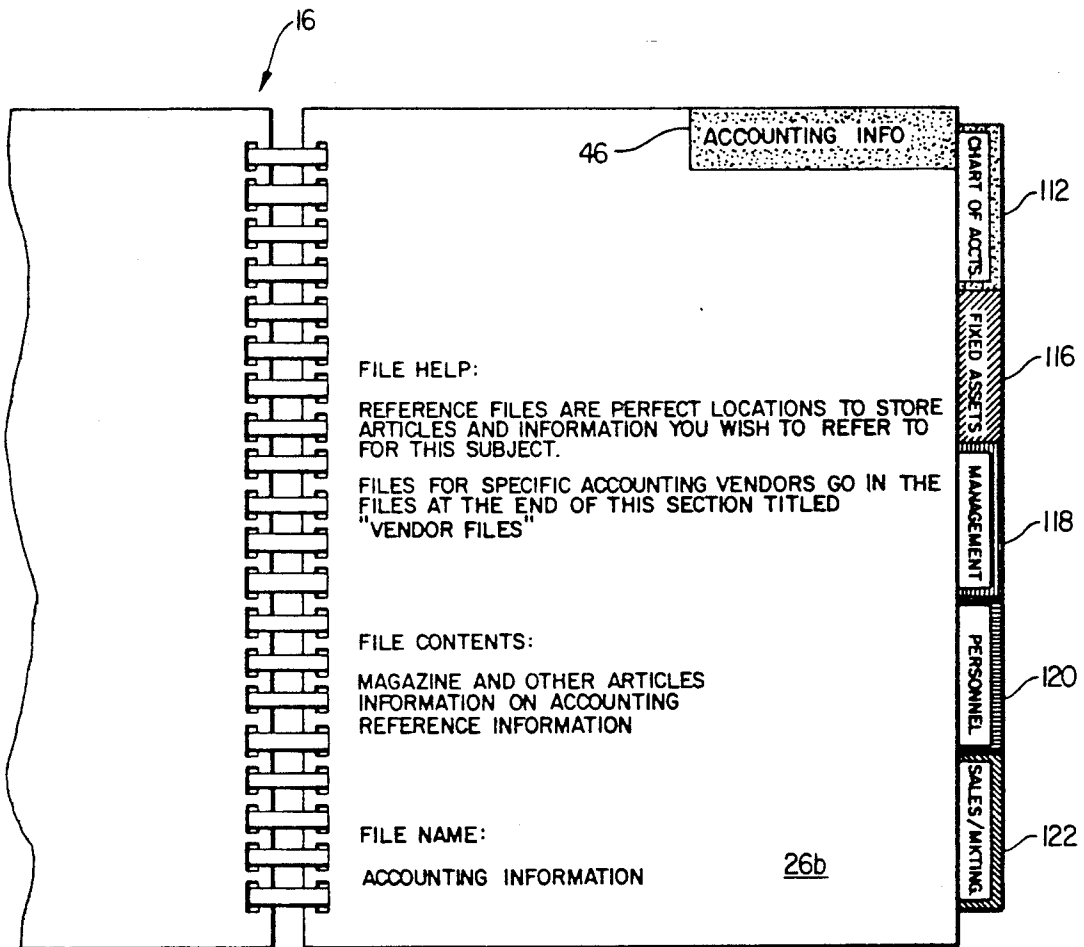 16
46
ACCOUNTING INFO
CHART OF ACCTS.
112
FIXED ASSETS
116
FILE HELP:
REFERENCE FILES ARE PERFECT LOCATIONS TO STORE
ARTICLES AND INFORMATION YOU WISH TO REFER TO
FOR THIS SUBJECT.
FILES FOR SPECIFIC ACCOUNTING VENDORS GO IN THE
FILES AT THE END OF THIS SECTION TITLED
"VENDOR FILES"
MANAGEMENT
118
FILE CONTENTS:
MAGAZINE AND OTHER ARTICLES
INFORMATION ON ACCOUNTING
REFERENCE INFORMATION
PERSONNEL
120
FILE NAME:
ACCOUNTING INFORMATION
26b
SALES/MKTING.
122